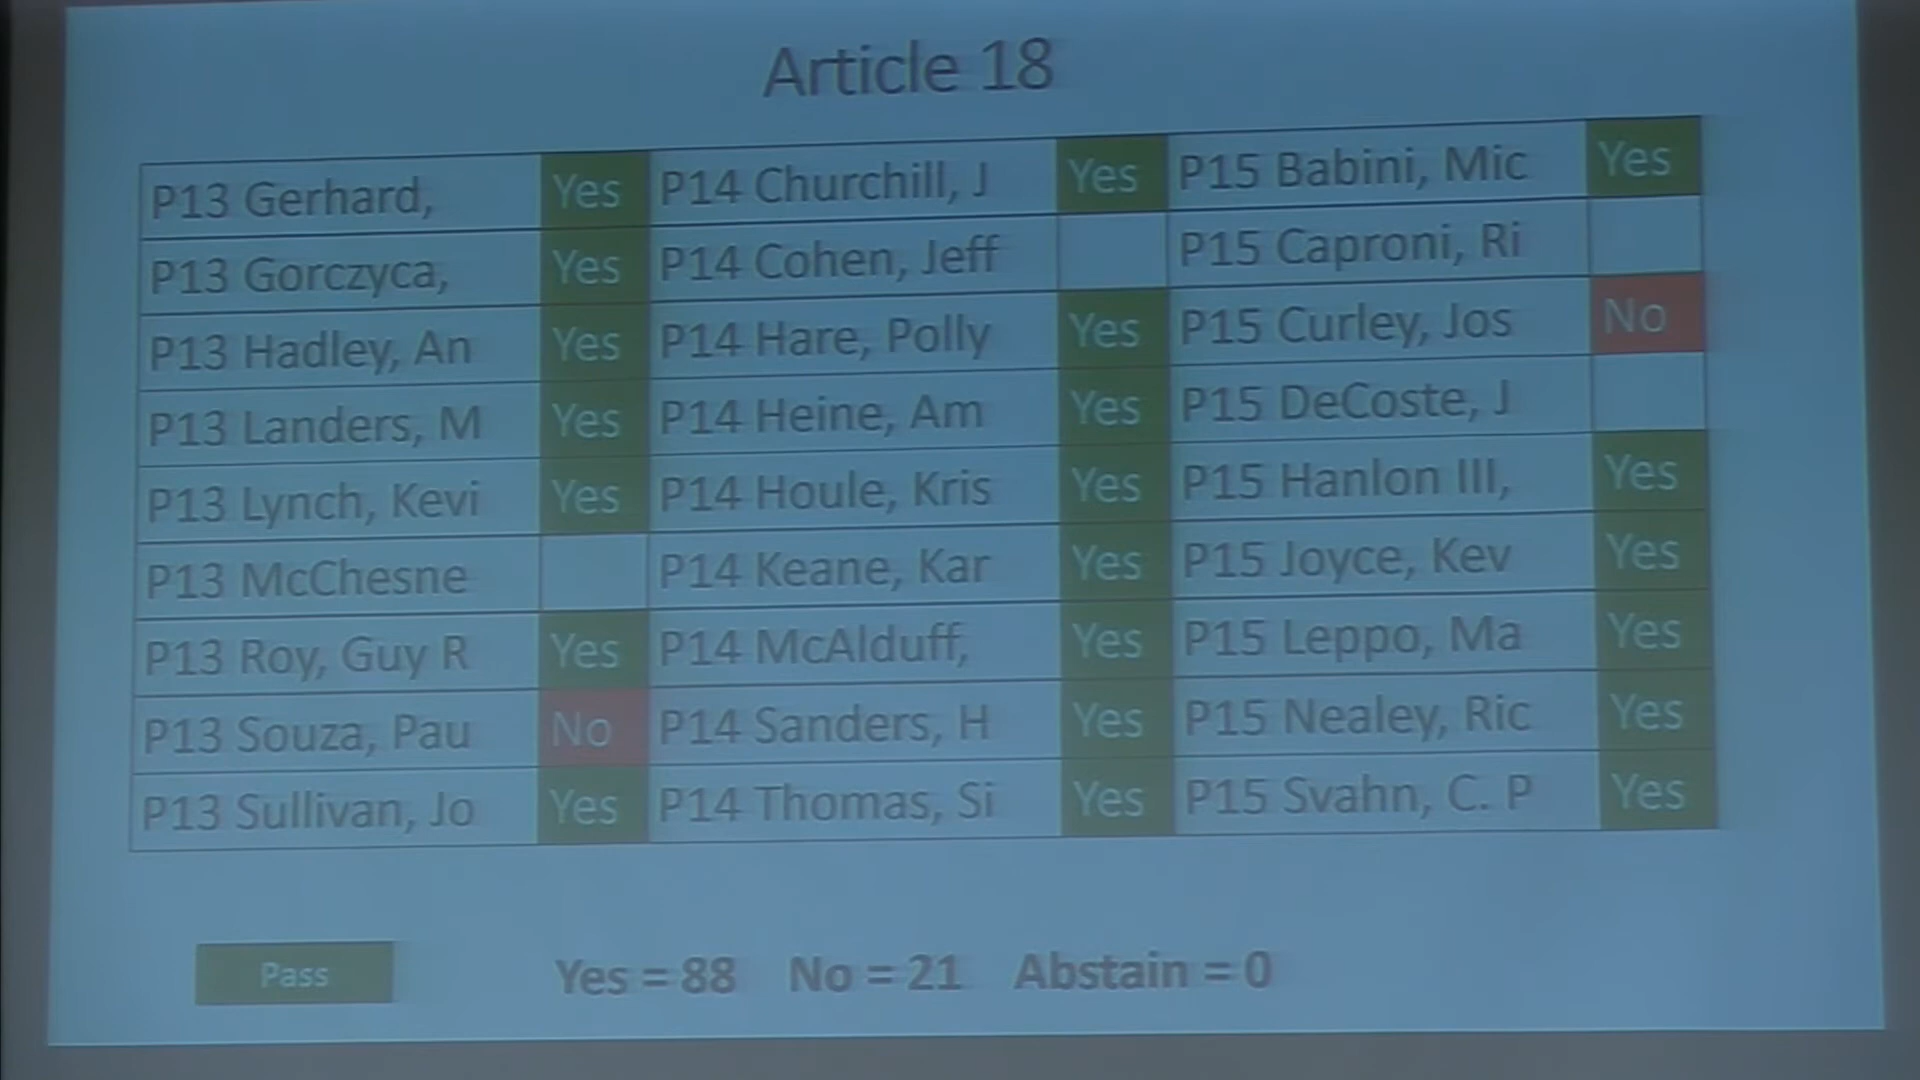 Article 18
P13 Gerhard, Yes P14 Churchill, J Yes P15 Babini, Mic Yes
P13 Gorczyca, Yes P14 Cohen, Jeff P15 Caproni, Ri
P13 Hadley, An Yes P14 Hare, Polly Yes P15 Curley, Jos No
P13 Landers, M Yes P14 Heine, Am Yes P15 DeCoste, J
P13 Lynch, Kevi Yes P14 Houle, Kris Yes P15 Hanlon III, Yes
P13 McChesne P14 Keane, Kar Yes P15 Joyce, Kev Yes
P13 Roy, Guy R Yes P14 McAlduff, Yes P15 Leppo, Ma Yes
P13 Souza, Pau No P14 Sanders, H Yes P15 Nealey, Ric Yes
P13 Sullivan, Jo Yes P14 Thomas, Si Yes P15 Svahn, C. P Yes
Pass Yes = 88 No = 21 Abstain = 0